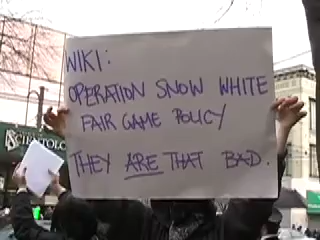 WIKI:
OPERATION SNOW WHITE
FAIR GAME POLICY
THEY ARE THAT BAD.